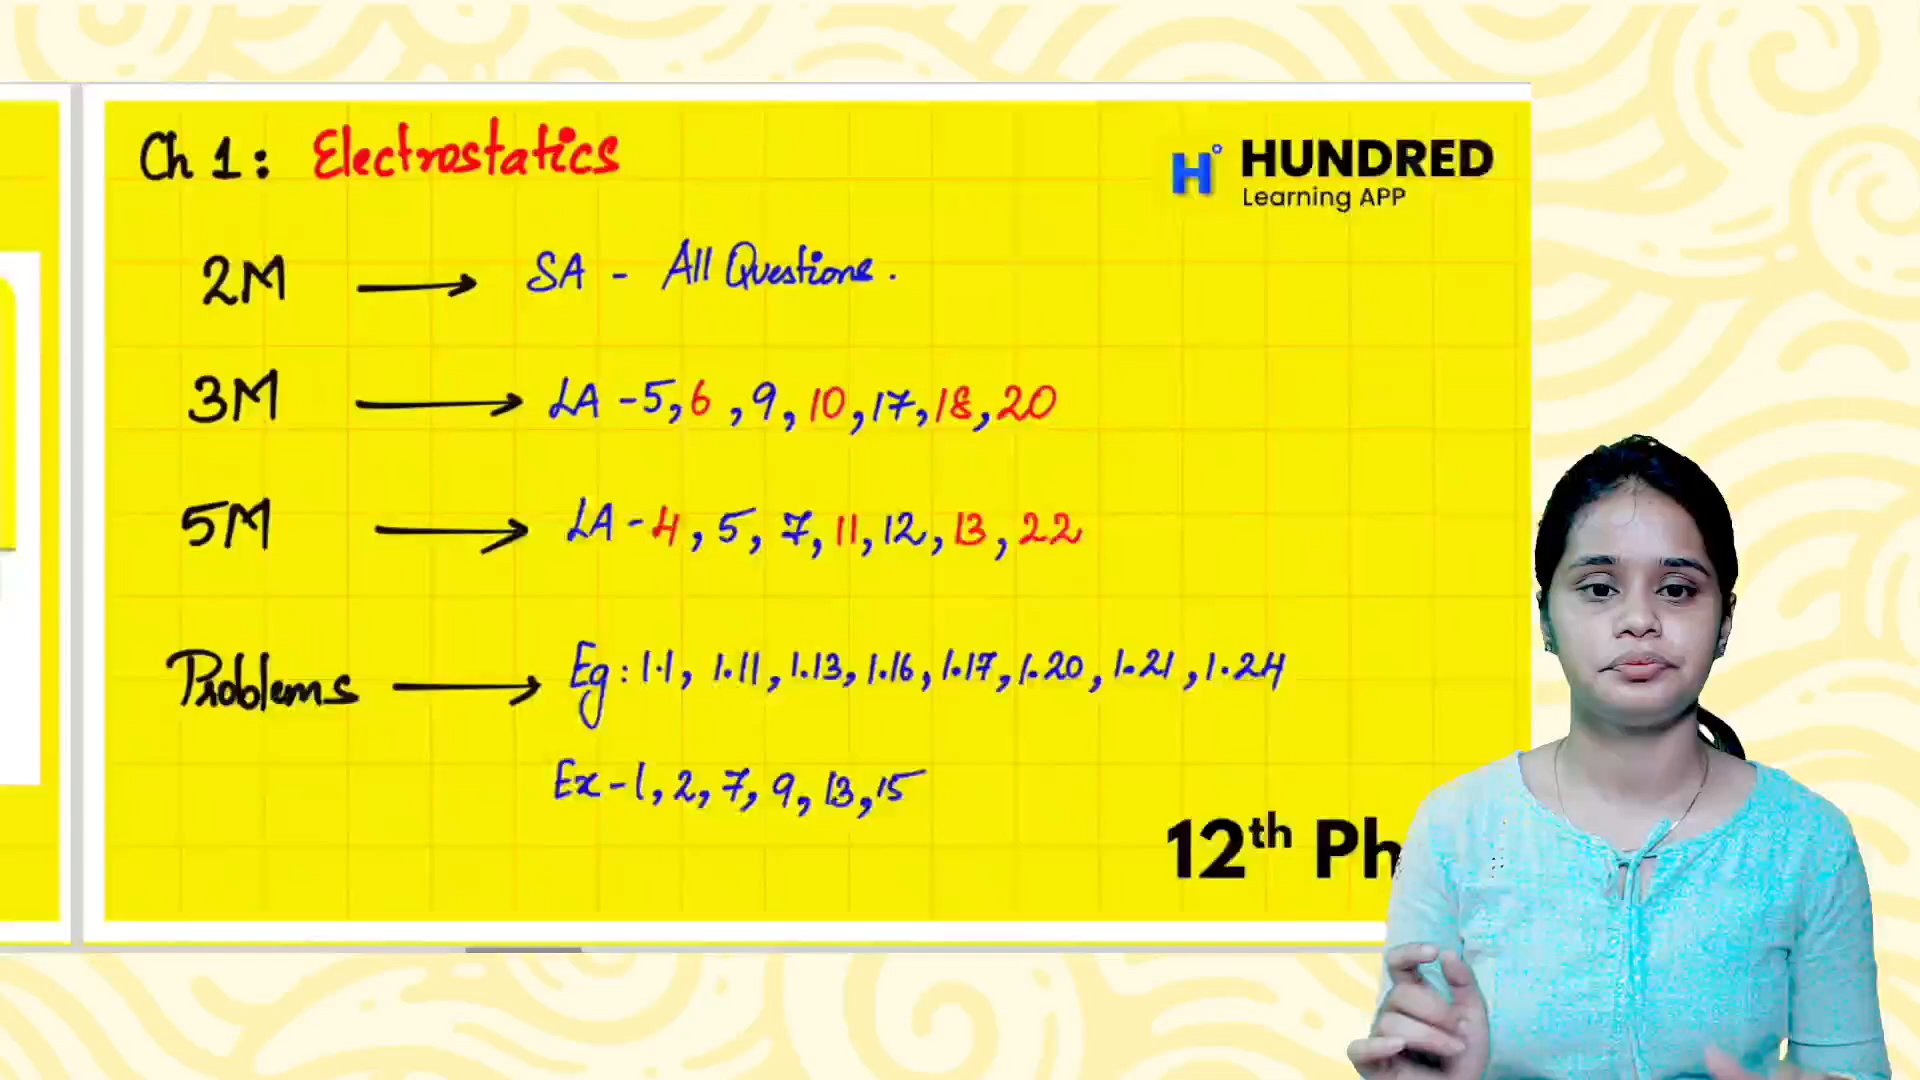 Ch 1: Electrostatics
HUNDRED
Learning APP
2M → SA - All Questions.
3M → LA - 5, 6, 9, 10, 17, 18, 20
5M → LA - 4, 5, 7, 11, 12, 13, 22
Problems → Eg: 1.1, 1.11, 1.13, 1.16, 1.17, 1.20, 1.21, 1.24
Ex - 1, 2, 7, 9, 13, 15
12th Ph